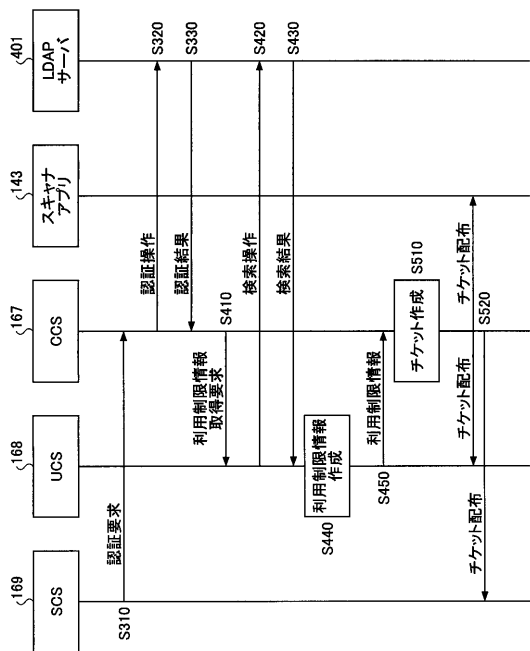 169
SCS
168
UCS
167
CCS
143
スキャナ
アプリ
401
LDAP
サーバ
S310
認証要求
認証操作
S320
認証結果
S330
S410
利用制限情報
取得要求
検索操作
S420
検索結果
S430
利用制限情報
作成
S440
利用制限情報
S450
チケット作成
S510
チケット配布
チケット配布
チケット配布
S520